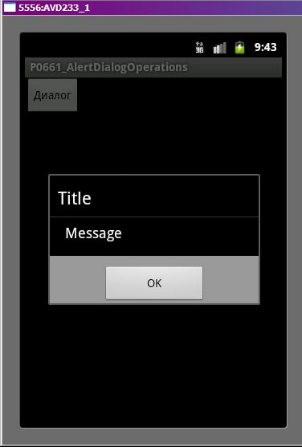 5556:AVD233_1
9:43
P0661_AlertDialogOperations
Диалог
Title
Message
OK